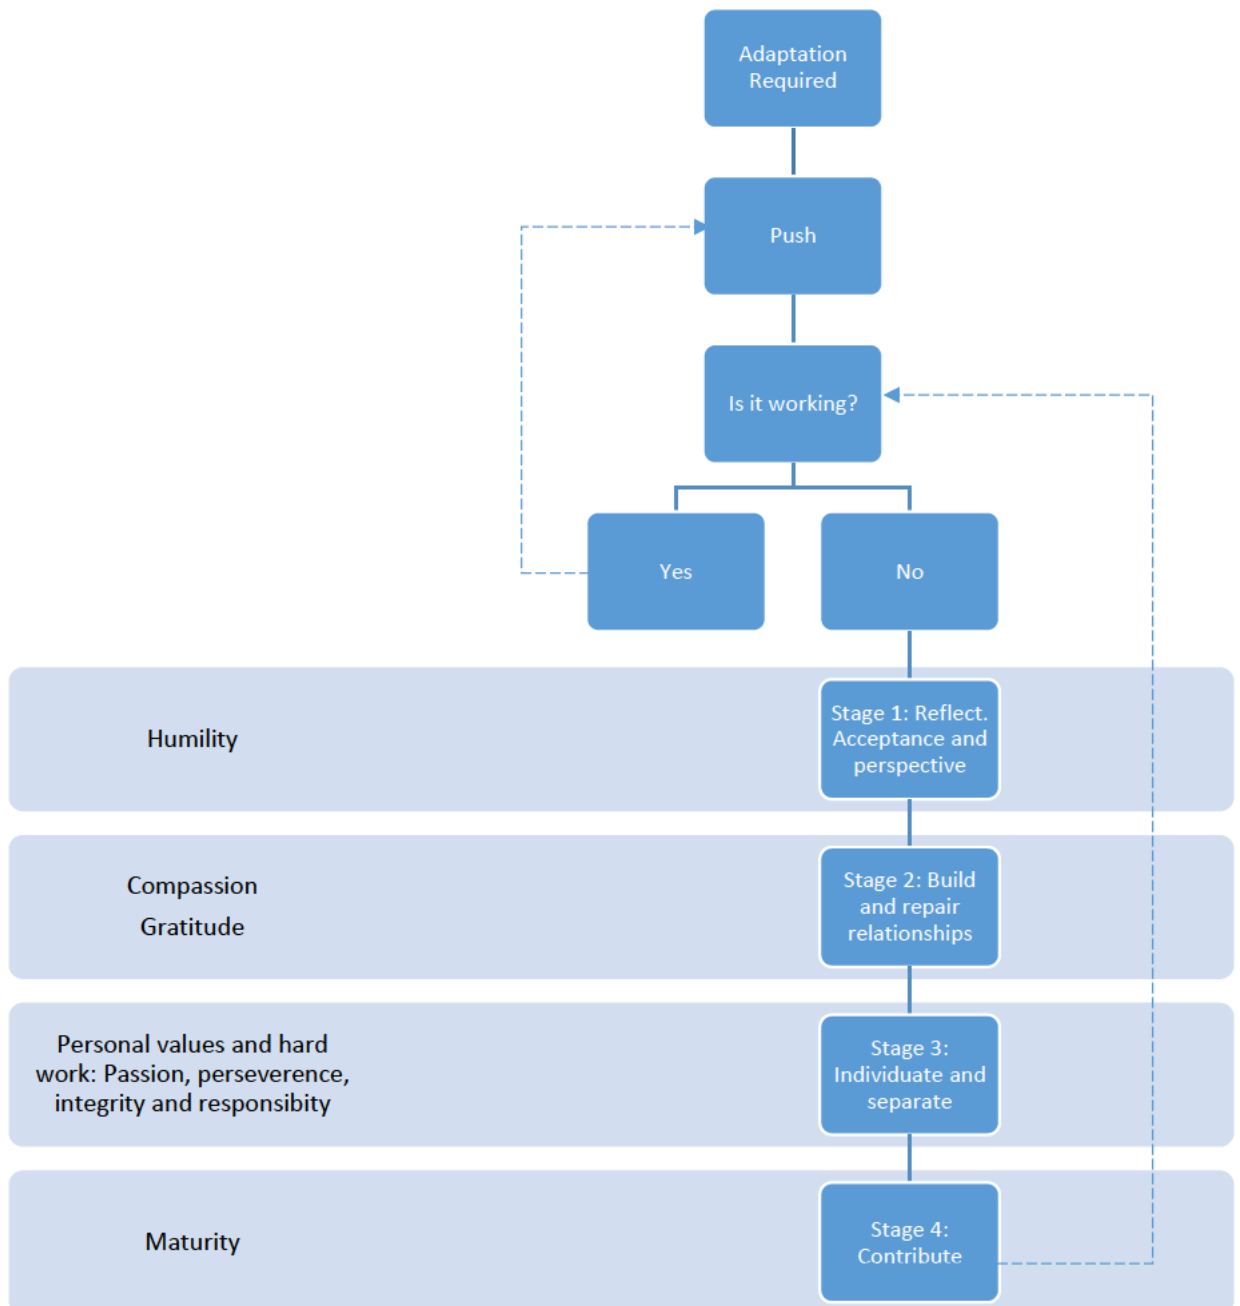 Adaptation
Required
Push
Is it working?
Yes
No
Humility
Stage 1: Reflect.
Acceptance and
perspective
Compassion
Gratitude
Stage 2: Build
and repair
relationships
Personal values and hard
work: Passion, perseverence,
integrity and responsibity
Stage 3:
Individuate and
separate
Maturity
Stage 4:
Contribute